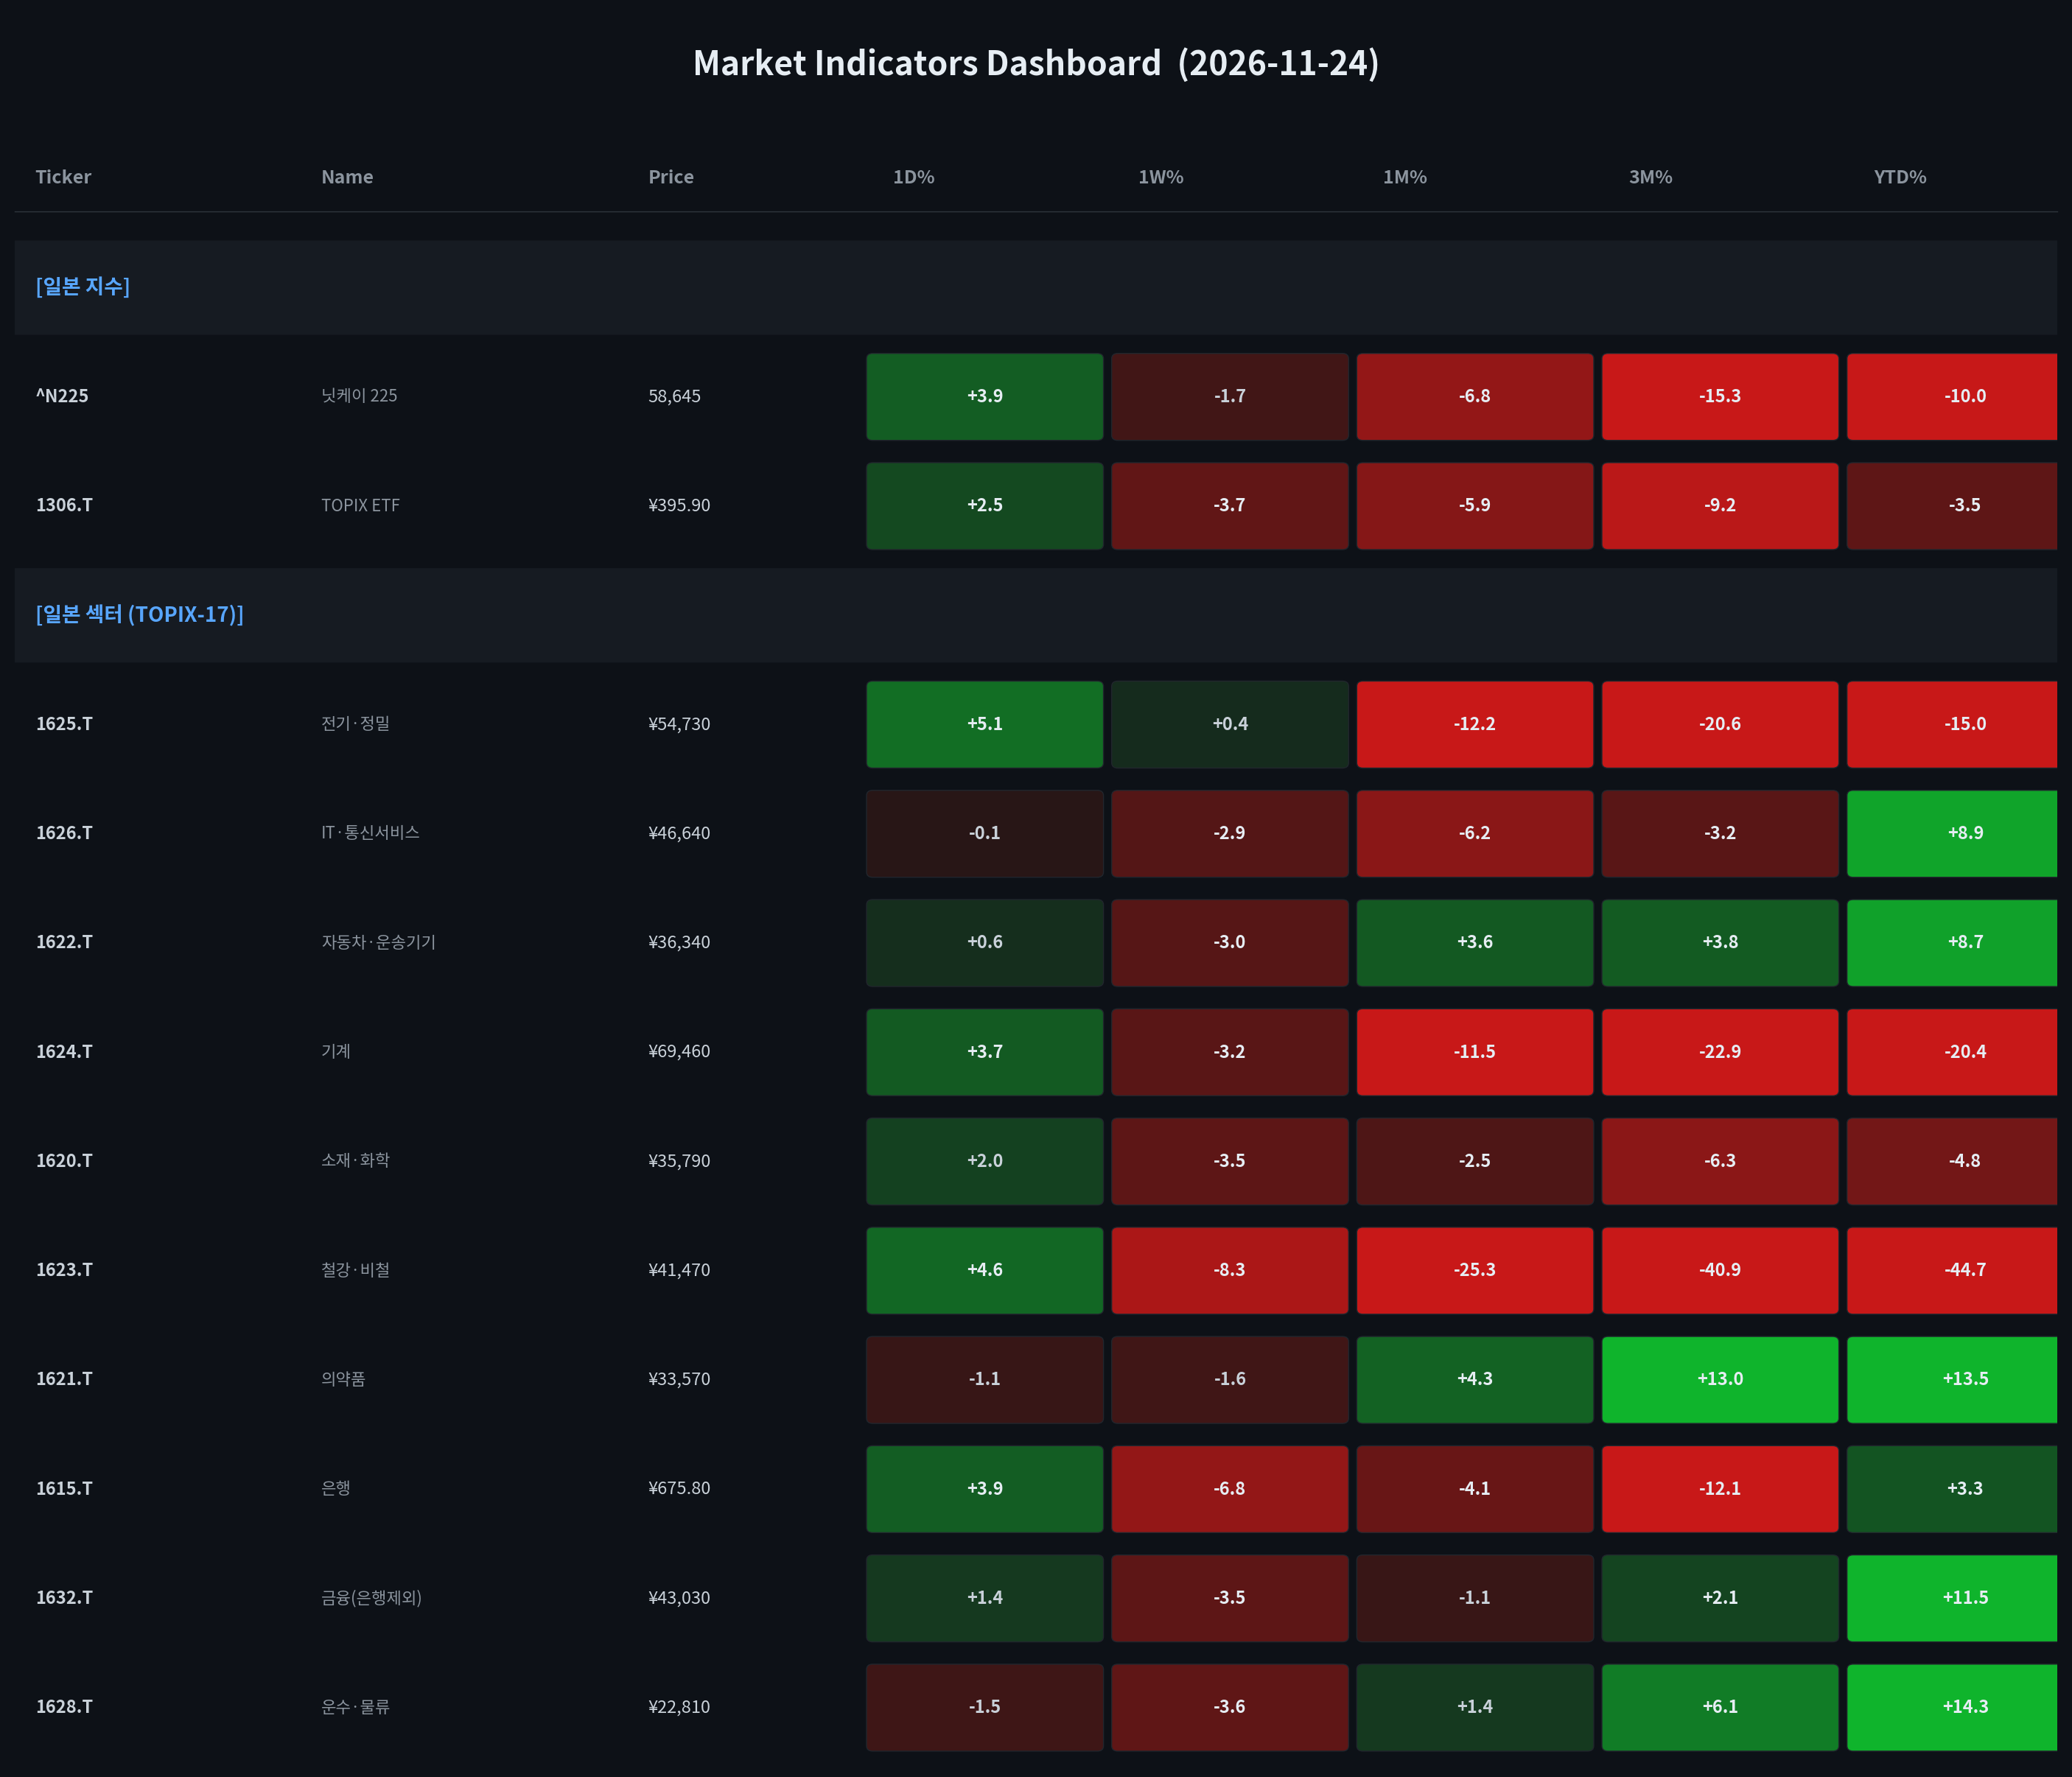 Market Indicators Dashboard (2026-11-24)
Ticker Name Price 1D% 1W% 1M% 3M% YTD%
[일본 지수]
^N225 닛케이 225 58,645 +3.9 -1.7 -6.8 -15.3 -10.0
1306.T TOPIX ETF ¥395.90 +2.5 -3.7 -5.9 -9.2 -3.5
[일본 섹터 (TOPIX-17)]
1625.T 전기·정밀 ¥54,730 +5.1 +0.4 -12.2 -20.6 -15.0
1626.T IT·통신서비스 ¥46,640 -0.1 -2.9 -6.2 -3.2 +8.9
1622.T 자동차·운송기기 ¥36,340 +0.6 -3.0 +3.6 +3.8 +8.7
1624.T 기계 ¥69,460 +3.7 -3.2 -11.5 -22.9 -20.4
1620.T 소재·화학 ¥35,790 +2.0 -3.5 -2.5 -6.3 -4.8
1623.T 철강·비철 ¥41,470 +4.6 -8.3 -25.3 -40.9 -44.7
1621.T 의약품 ¥33,570 -1.1 -1.6 +4.3 +13.0 +13.5
1615.T 은행 ¥675.80 +3.9 -6.8 -4.1 -12.1 +3.3
1632.T 금융(은행제외) ¥43,030 +1.4 -3.5 -1.1 +2.1 +11.5
1628.T 운수·물류 ¥22,810 -1.5 -3.6 +1.4 +6.1 +14.3